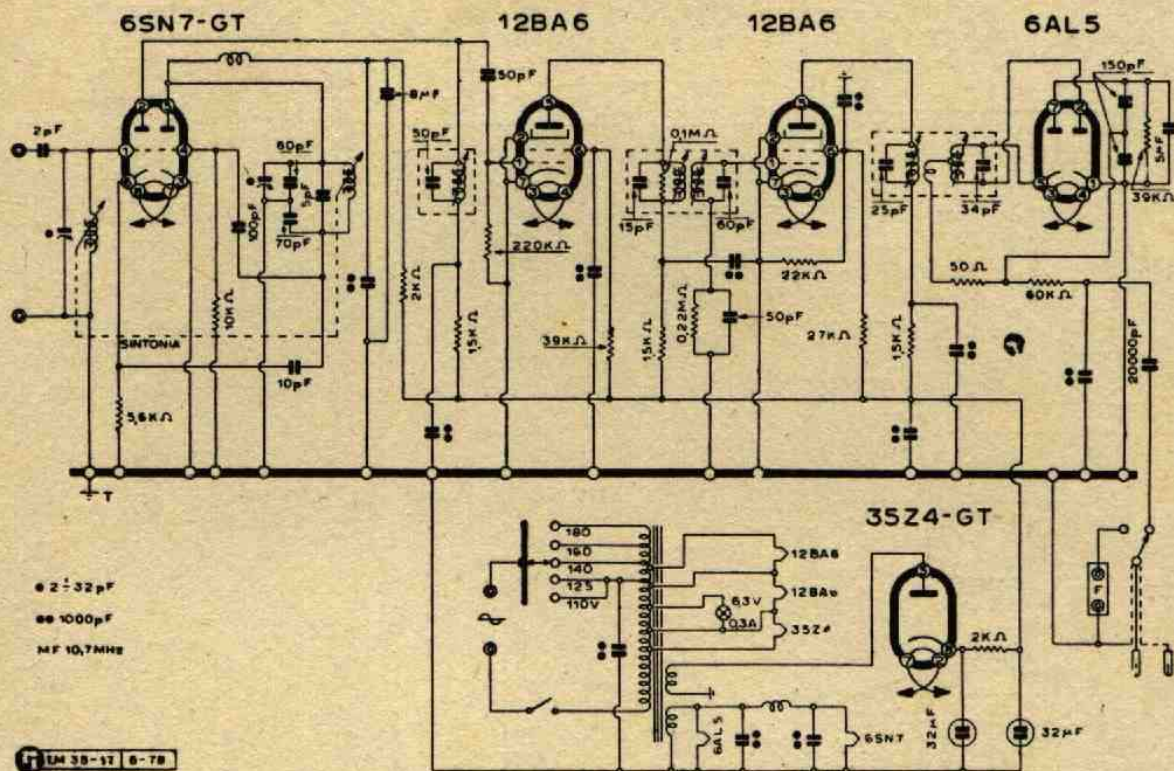 6SN7-GT
12BA6
12BA6
6AL5
2pF
60pF
5pF
100pF
70pF
10KΩ
SINTONIA
10pF
5,6KΩ
8µF
50pF
2KΩ
1,5KΩ
50pF
220KΩ
39KΩ
0,1MΩ
15pF
60pF
1,5KΩ
0,22MΩ
50pF
22KΩ
27KΩ
25pF
34pF
50Ω
60KΩ
1,5KΩ
150pF
5µF
39KΩ
20000pF
T
2÷32pF
1000pF
MF 10,7MHz
180
160
140
125
110V
12BA6
12BA6
6,3V
0,3A
35Z4
6AL5
6SN7
35Z4-GT
2KΩ
32µF
32µF
F